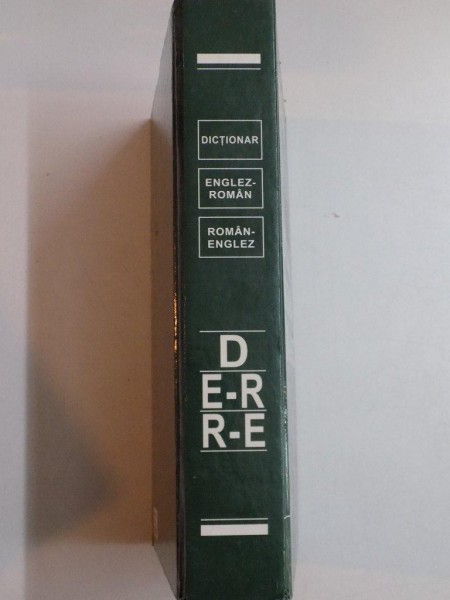 DICȚIONAR
ENGLEZ-
ROMÂN
ROMÂN-
ENGLEZ
D
E-R
R-E